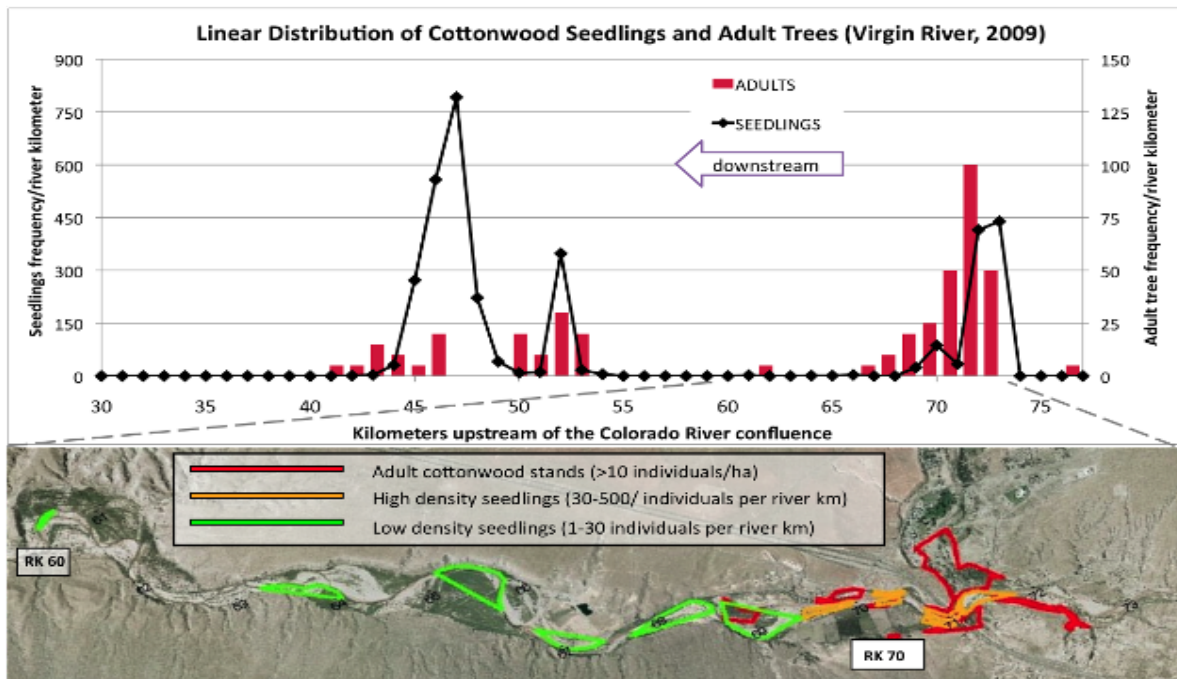 Linear Distribution of Cottonwood Seedlings and Adult Trees (Virgin River, 2009)
Seedlings frequency/river kilometer
900
750
600
450
300
150
0
ADULTS
SEEDLINGS
downstream
150
125
100
75
50
25
0
Adult tree frequency/river kilometer
30 35 40 45 50 55 60 65 70 75
Kilometers upstream of the Colorado River confluence
Adult cottonwood stands (>10 individuals/ha)
High density seedlings (30-500/ individuals per river km)
Low density seedlings (1-30 individuals per river km)
RK 60
RK 70